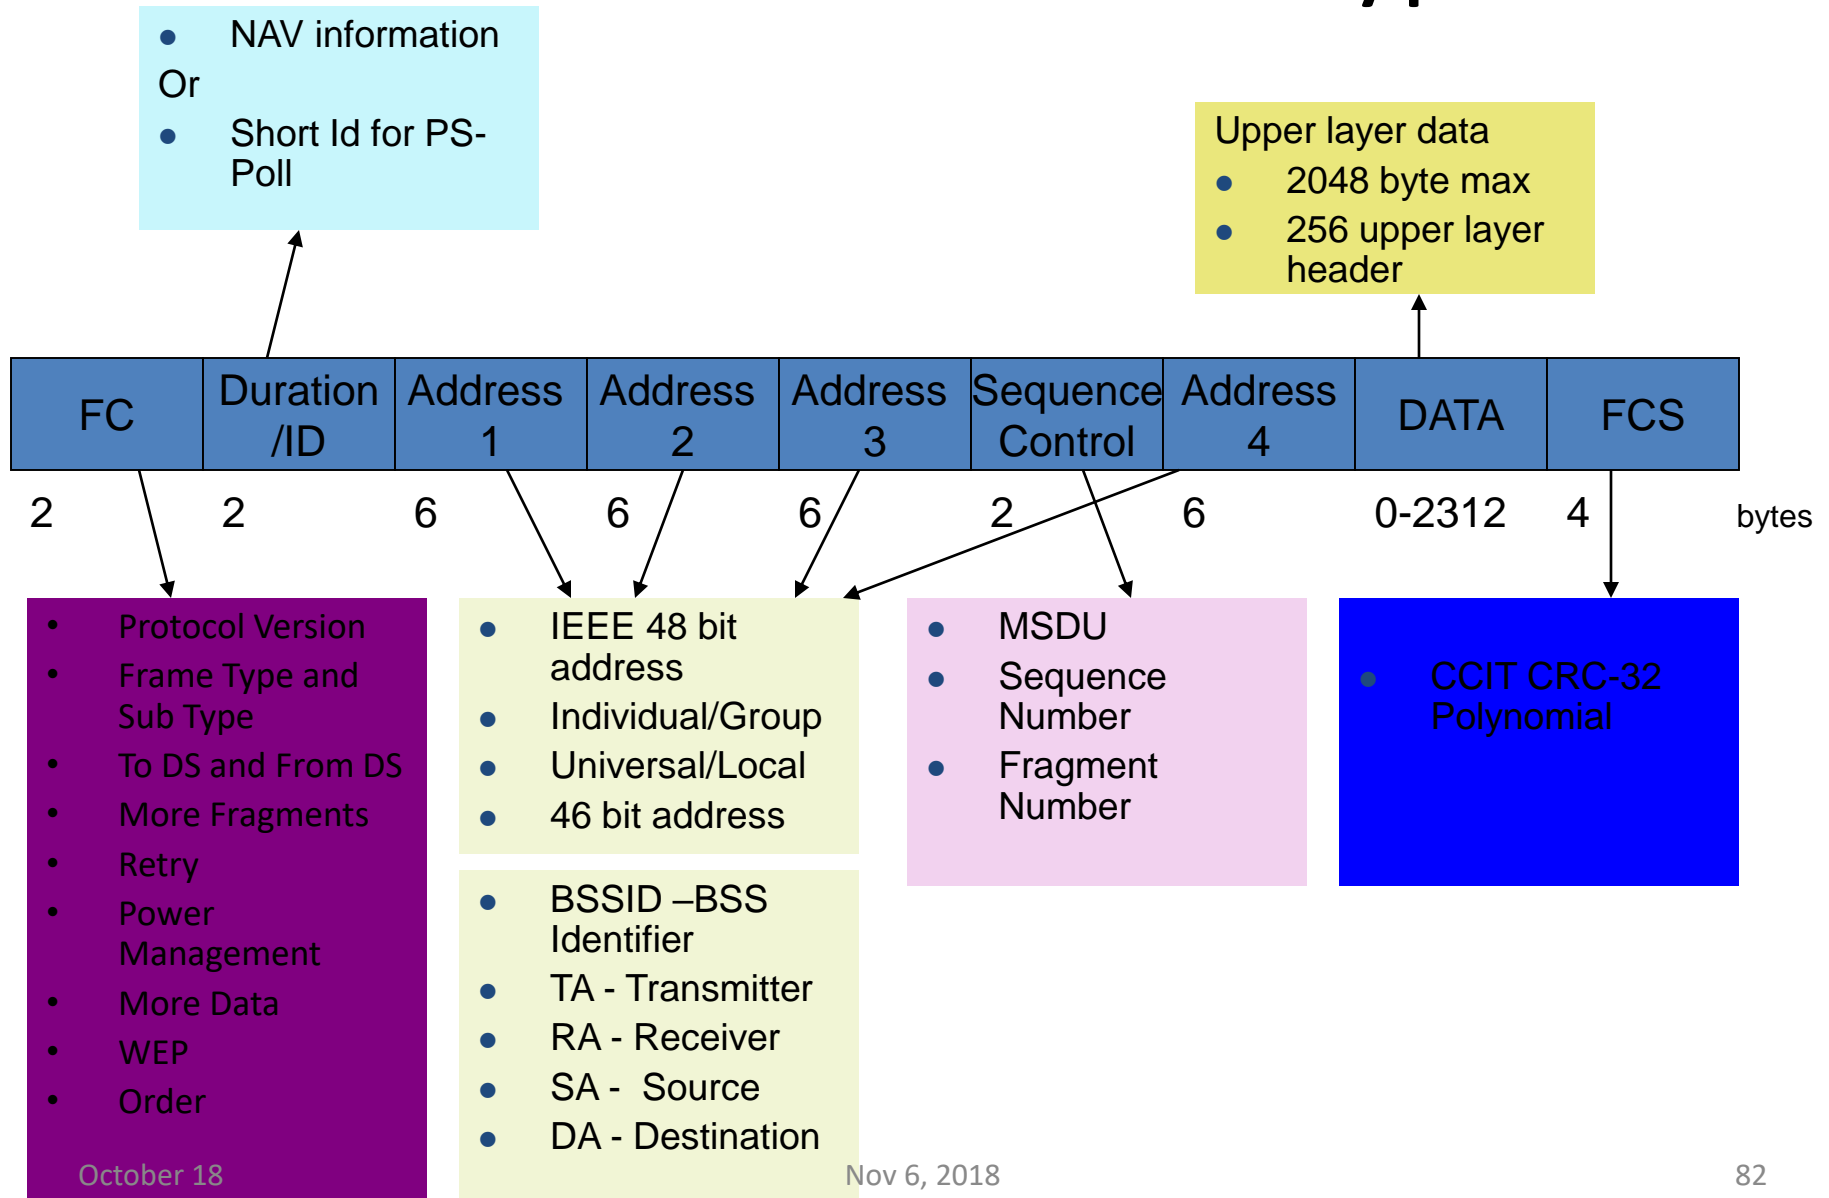 NAV information
Or
Short Id for PS-
Poll
Upper layer data
2048 byte max
256 upper layer
header
FC
Duration
/ID
Address
1
Address
2
Address
3
Sequence
Control
Address
4
DATA
FCS
2
2
6
6
6
2
6
0-2312
4
bytes
Protocol Version
Frame Type and
Sub Type
To DS and From DS
More Fragments
Retry
Power
Management
More Data
WEP
Order
IEEE 48 bit
address
Individual/Group
Universal/Local
46 bit address
BSSID –BSS
Identifier
TA - Transmitter
RA - Receiver
SA -  Source
DA - Destination
MSDU
Sequence
Number
Fragment
Number
CCIT CRC-32
Polynomial
October 18
Nov 6, 2018
82